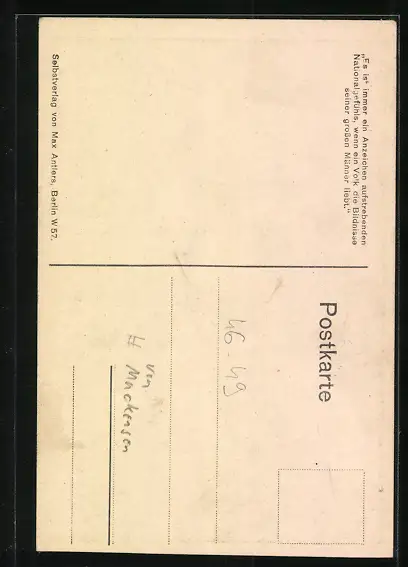 „Es ist immer ein Anzeichen aufstrebenden
Nationalgefühls, wenn ein Volk die Bildnisse
seiner großen Männer liebt.“
Postkarte
46-49
von
Mackensen
Selbstverlag von Max Antlers, Berlin W 57.